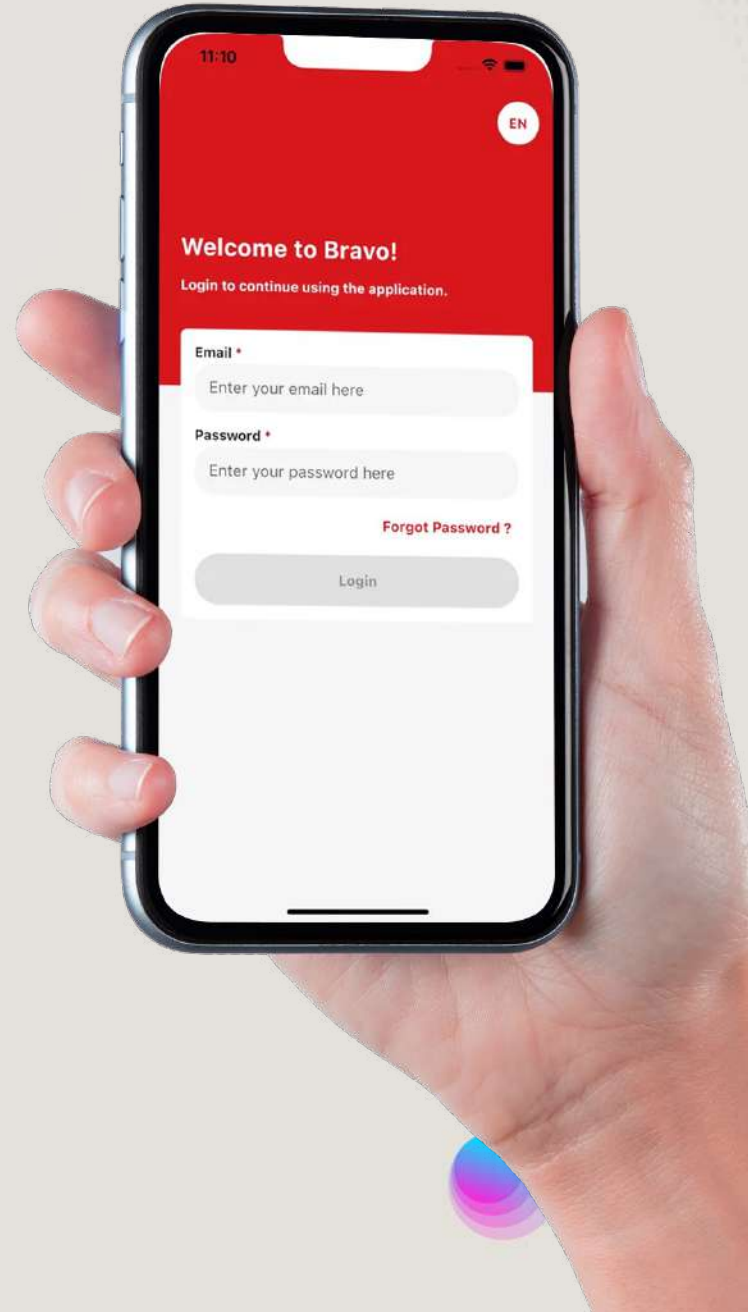 11:10
EN
Welcome to Bravo!
Login to continue using the application.
Email *
Enter your email here
Password *
Enter your password here
Forgot Password ?
Login